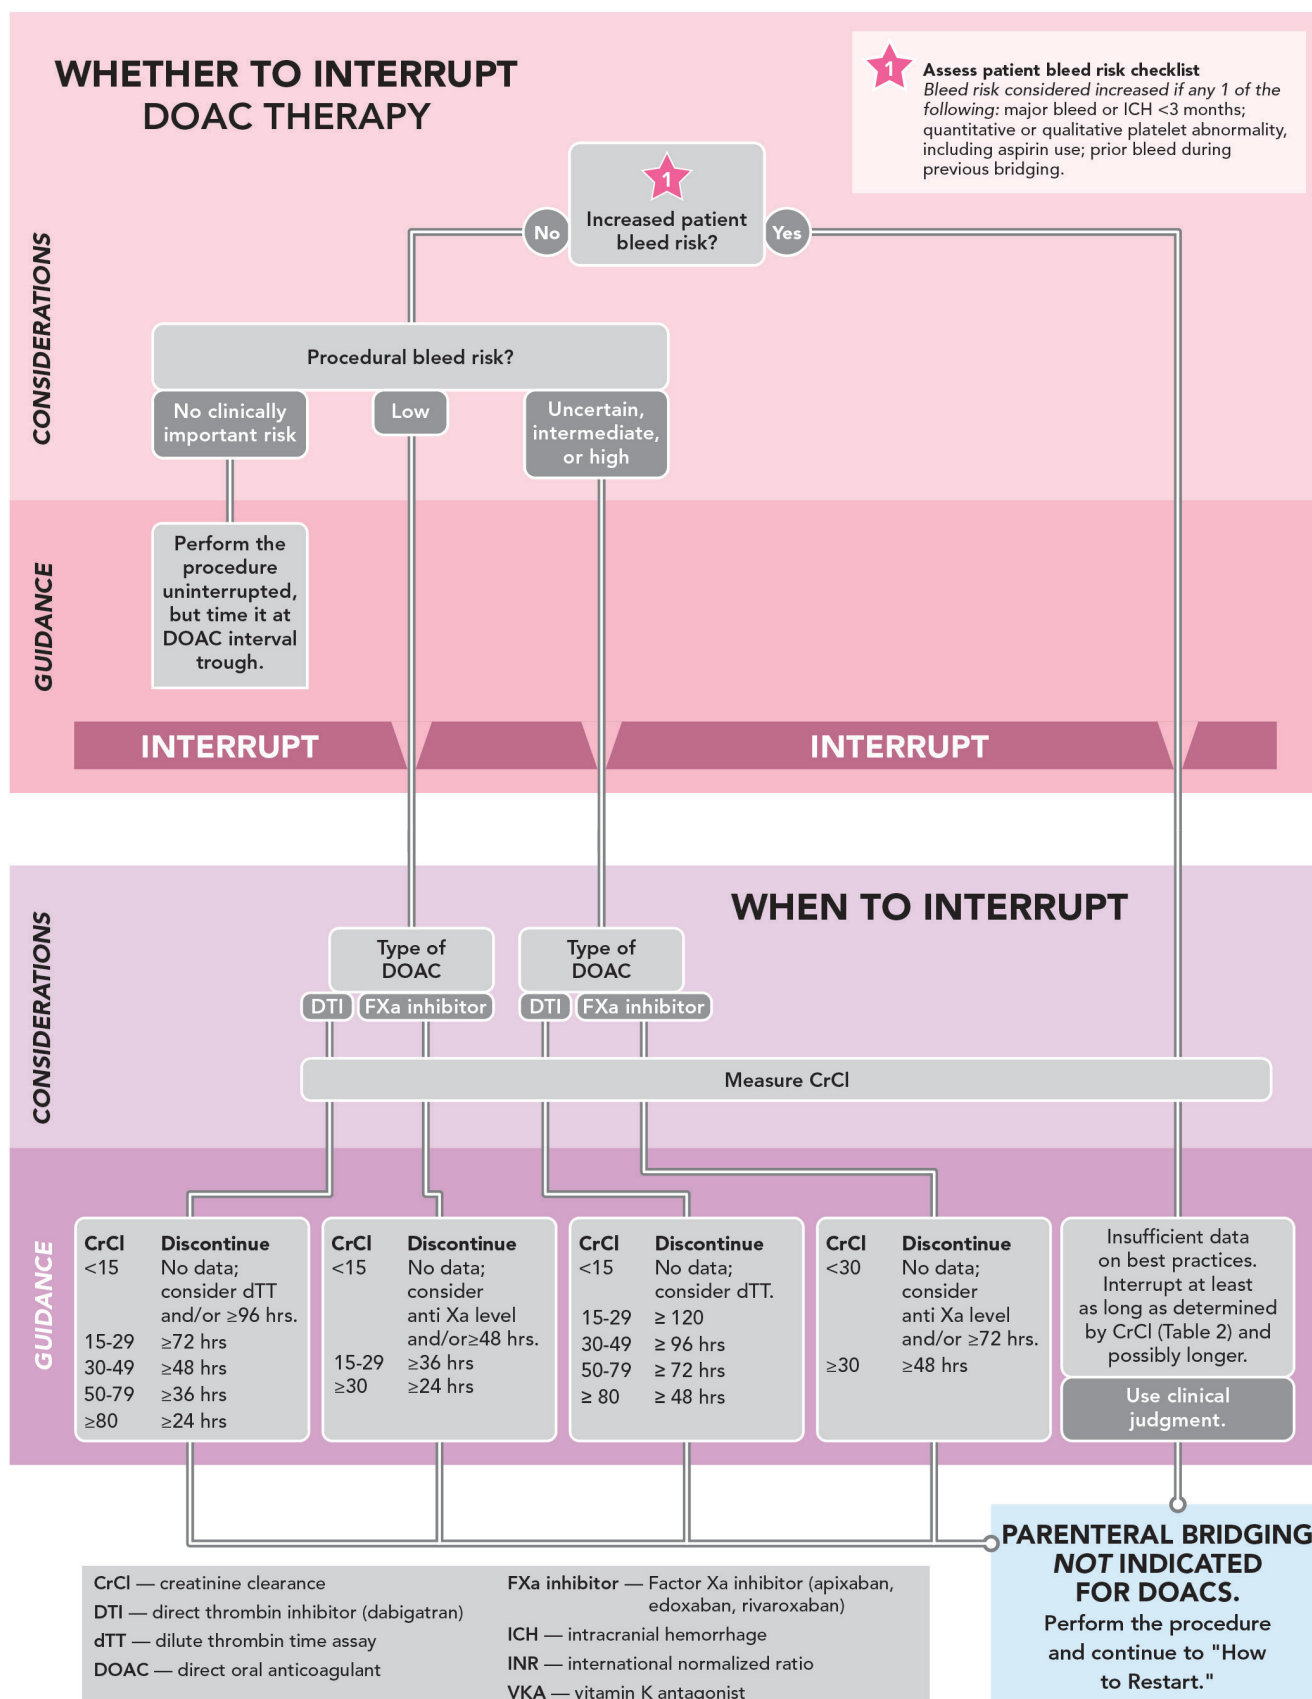 WHETHER TO INTERRUPT
DOAC THERAPY
1
Assess patient bleed risk checklist
Bleed risk considered increased if any 1 of the
following: major bleed or ICH <3 months;
quantitative or qualitative platelet abnormality,
including aspirin use; prior bleed during
previous bridging.
CONSIDERATIONS
1
Increased patient
bleed risk?
No
Yes
Procedural bleed risk?
No clinically
important risk
Low
Uncertain,
intermediate,
or high
GUIDANCE
Perform the
procedure
uninterrupted,
but time it at
DOAC interval
trough.
INTERRUPT
INTERRUPT
WHEN TO INTERRUPT
CONSIDERATIONS
Type of
DOAC
DTI
FXa inhibitor
Type of
DOAC
DTI
FXa inhibitor
Measure CrCl
GUIDANCE
CrCl Discontinue
<15 No data;
consider dTT
and/or ≥96 hrs.
15-29 ≥72 hrs
30-49 ≥48 hrs
50-79 ≥36 hrs
≥80 ≥24 hrs
CrCl Discontinue
<15 No data;
consider
anti Xa level
and/or≥48 hrs.
15-29 ≥36 hrs
≥30 ≥24 hrs
CrCl Discontinue
<15 No data;
consider dTT.
15-29 ≥ 120
30-49 ≥ 96 hrs
50-79 ≥ 72 hrs
≥ 80 ≥ 48 hrs
CrCl Discontinue
<30 No data;
consider
anti Xa level
and/or ≥72 hrs.
≥30 ≥48 hrs
Insufficient data
on best practices.
Interrupt at least
as long as determined
by CrCl (Table 2) and
possibly longer.
Use clinical
judgment.
PARENTERAL BRIDGING
NOT INDICATED
FOR DOACS.
Perform the procedure
and continue to "How
to Restart."
CrCl — creatinine clearance
DTI — direct thrombin inhibitor (dabigatran)
dTT — dilute thrombin time assay
DOAC — direct oral anticoagulant
FXa inhibitor — Factor Xa inhibitor (apixaban,
edoxaban, rivaroxaban)
ICH — intracranial hemorrhage
INR — international normalized ratio
VKA — vitamin K antagonist